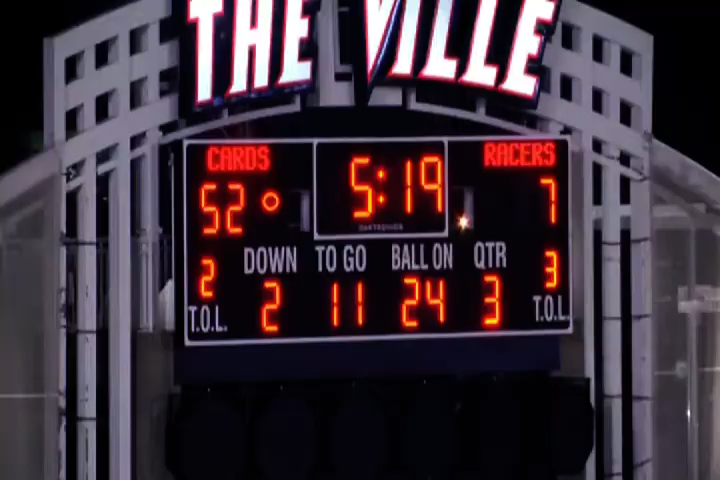 THE VILLE
CARDS 5:19 RACERS
52 7
DOWN TO GO BALL ON QTR
2 2 11 24 3 3
T.O.L. T.O.L.